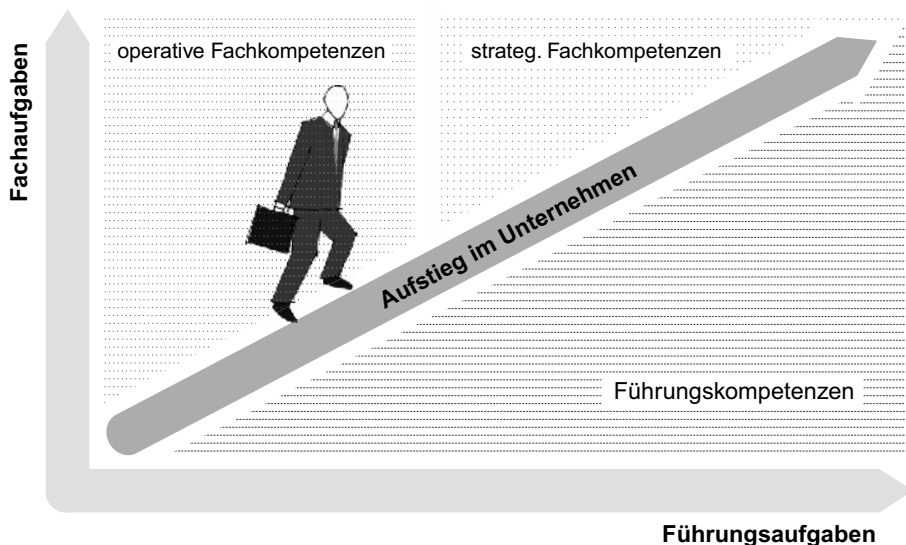 operative Fachkompetenzen
strateg. Fachkompetenzen
Fachaufgaben
Aufstieg im Unternehmen
Führungskompetenzen
Führungsaufgaben